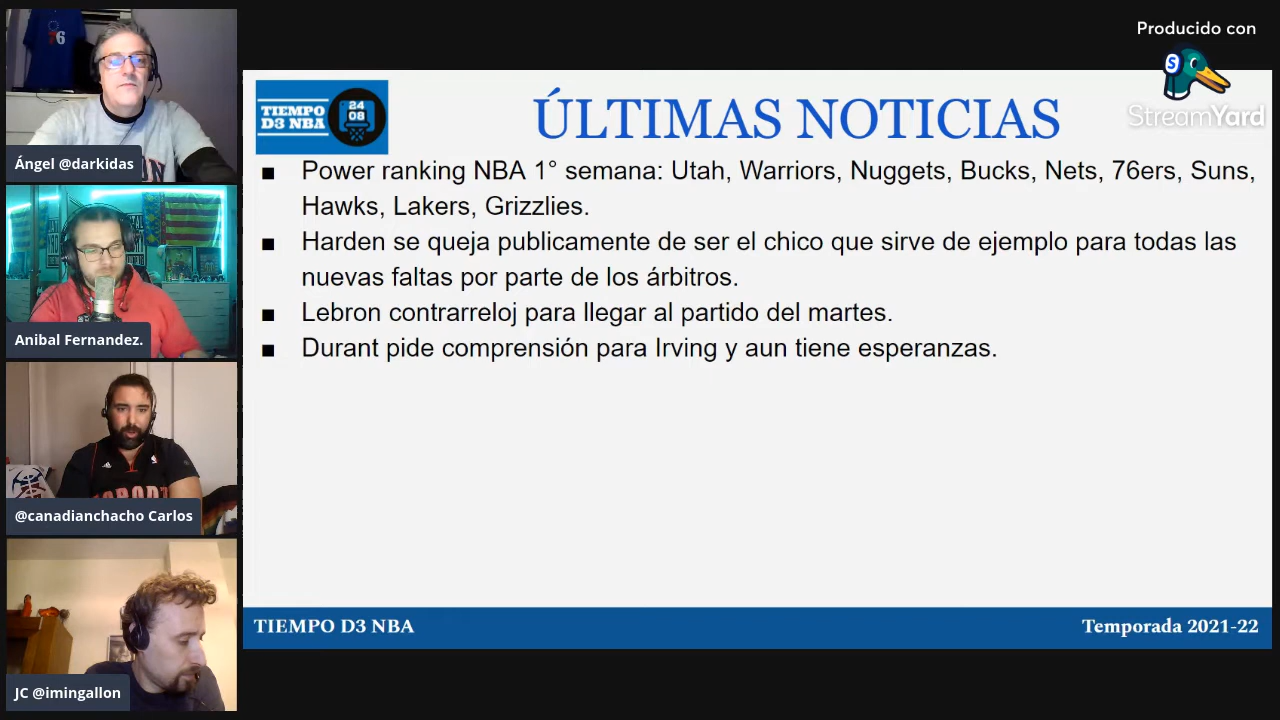 Producido con
StreamYard
76
Ángel @darkidas
TIEMPO
D3 NBA
24
08
ÚLTIMAS NOTICIAS
Power ranking NBA 1° semana: Utah, Warriors, Nuggets, Bucks, Nets, 76ers, Suns,
Hawks, Lakers, Grizzlies.
Harden se queja publicamente de ser el chico que sirve de ejemplo para todas las
nuevas faltas por parte de los árbitros.
Lebron contrarreloj para llegar al partido del martes.
Durant pide comprensión para Irving y aun tiene esperanzas.
Anibal Fernandez.
@canadianchacho Carlos
JC @imingallon
TIEMPO D3 NBA
Temporada 2021-22